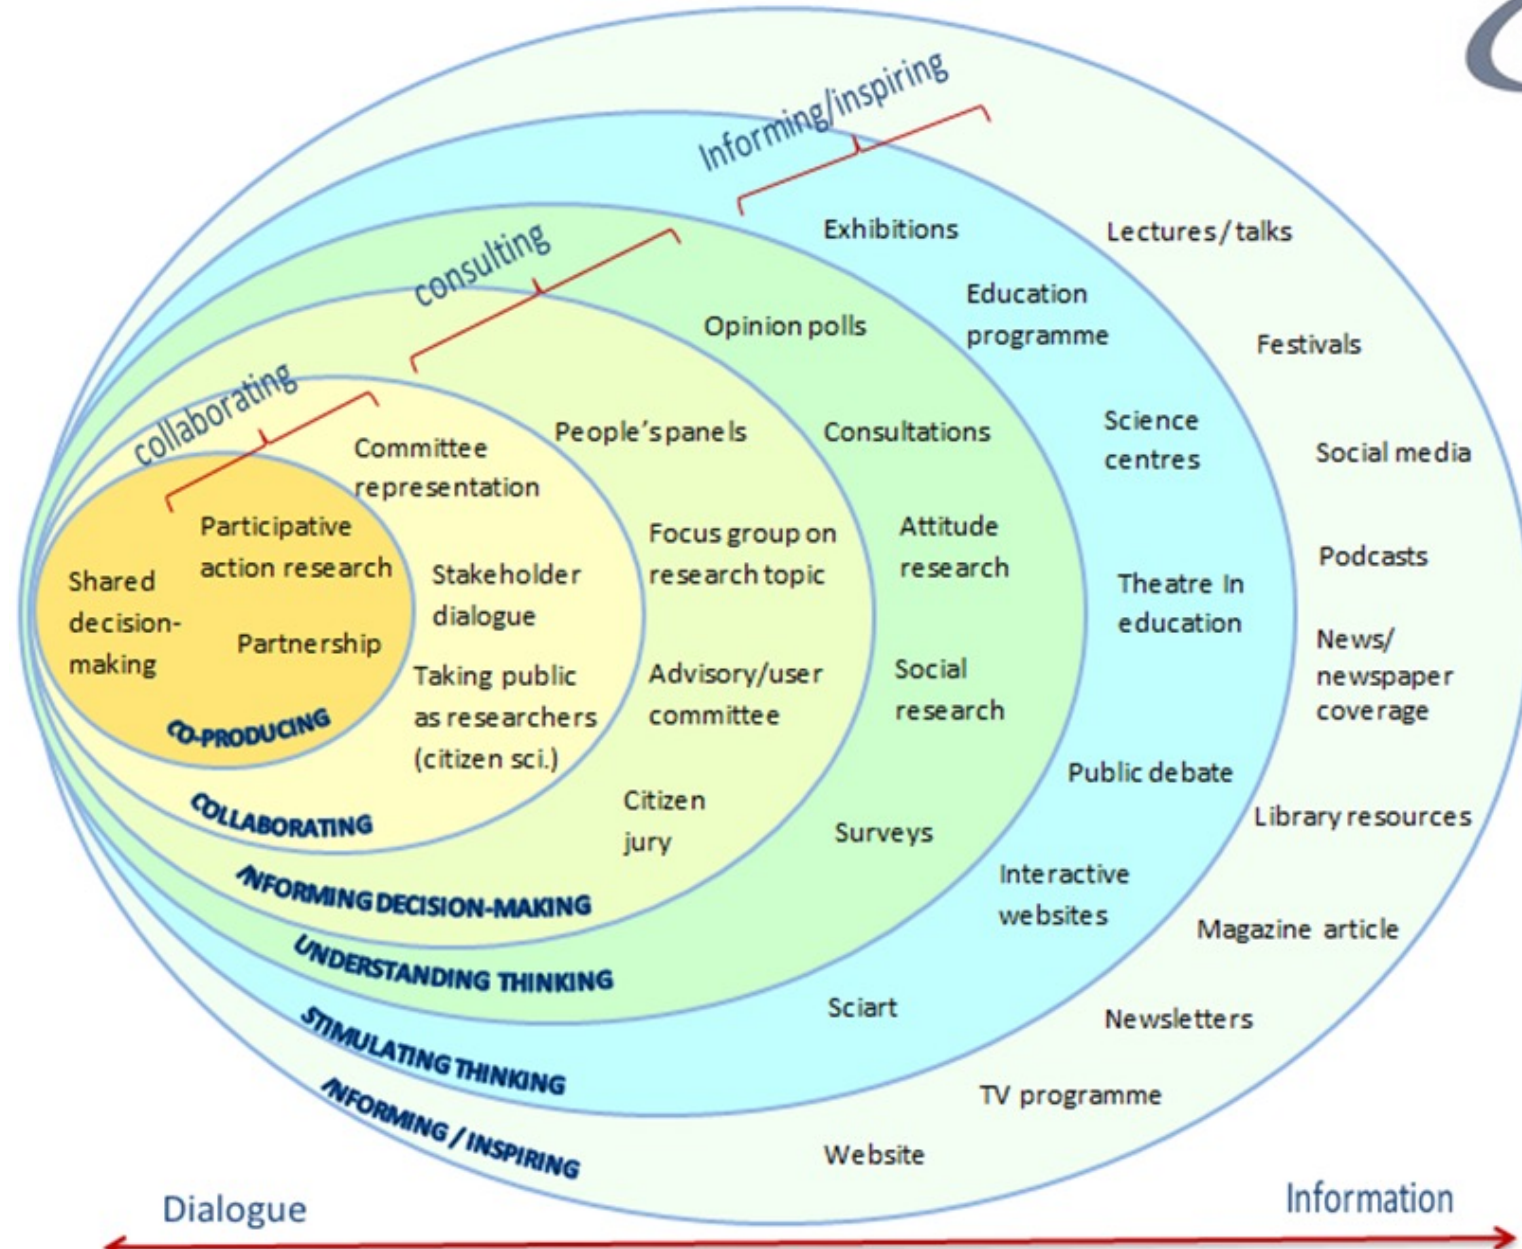 Informing/inspiring
consulting
collaborating
Exhibitions
Lectures/talks
Education
programme
Opinion polls
Festivals
Committee
representation
People's panels
Consultations
Science
centres
Social media
Participative
action research
Focus group on
research topic
Attitude
research
Podcasts
Shared
decision-
making
Stakeholder
dialogue
Theatre In
education
Partnership
News/
newspaper
coverage
Taking public
as researchers
(citizen sci.)
Advisory/user
committee
Social
research
CO-PRODUCING
Public debate
COLLABORATING
Citizen
jury
Surveys
Library resources
INFORMING DECISION-MAKING
Interactive
websites
Magazine article
UNDERSTANDING THINKING
Sciart
Newsletters
STIMULATING THINKING
TV programme
INFORMING / INSPIRING
Website
Dialogue
Information